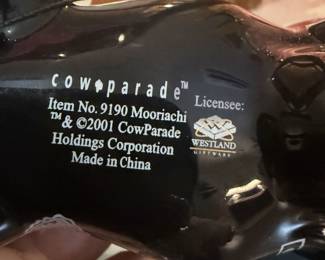 cowparade™
Item No. 9190 Mooriachi
™ & ©2001 CowParade
Holdings Corporation
Made in China
Licensee:
WESTLAND
GIFTWARE